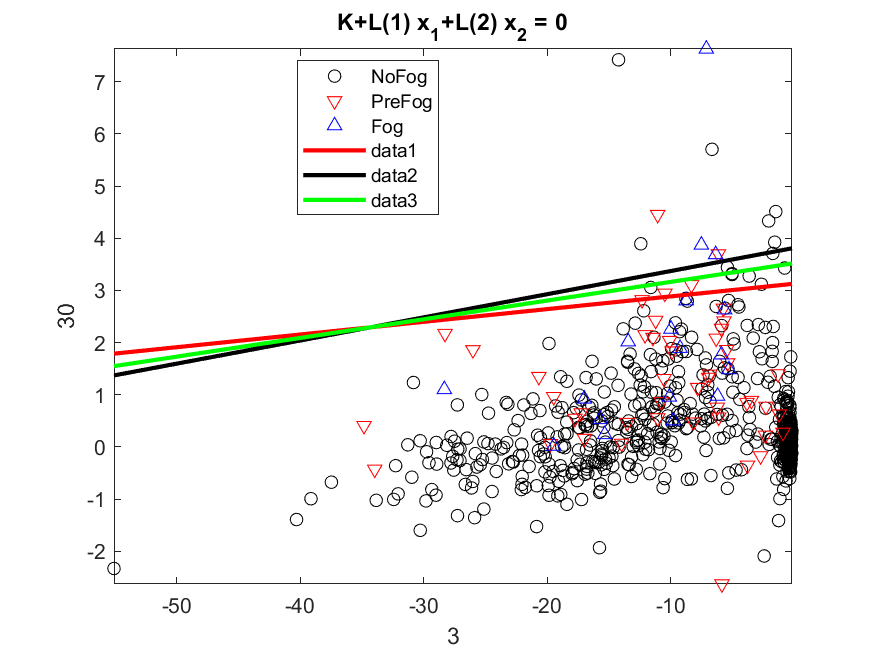 K+L(1) x1+L(2) x2 = 0
NoFog
PreFog
Fog
data1
data2
data3
7
6
5
4
3
2
1
0
-1
-2
30
-50
-40
-30
-20
-10
3